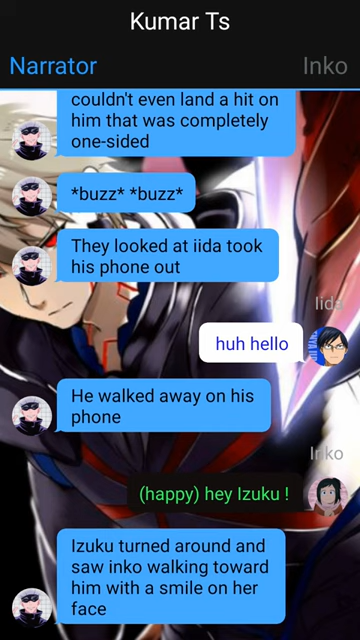 Kumar Ts
Narrator
Inko
couldn't even land a hit on
him that was completely
one-sided
*buzz* *buzz*
They looked at iida took
his phone out
Iida
huh hello
He walked away on his
phone
Inko
(happy) hey Izuku !
Izuku turned around and
saw inko walking toward
him with a smile on her
face